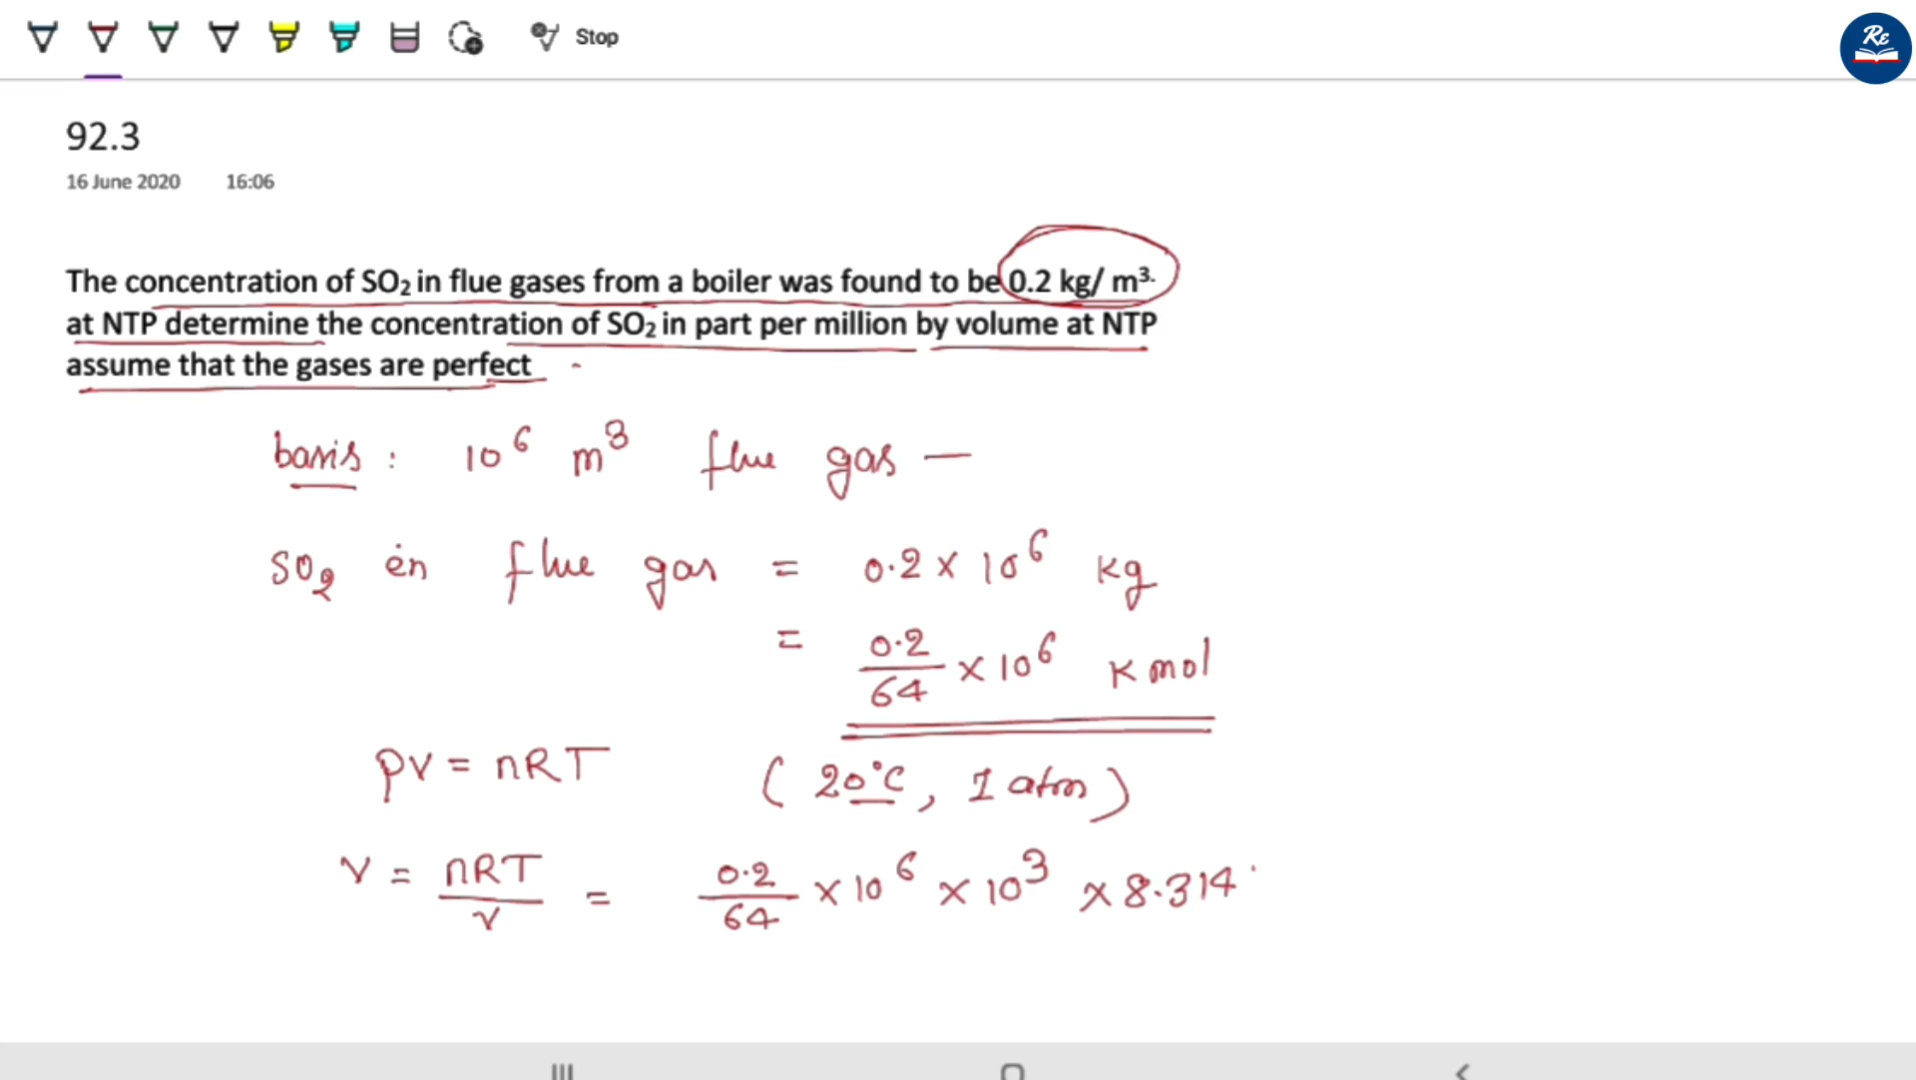 Stop
Re
92.3
16 June 2020 16:06
The concentration of SO₂ in flue gases from a boiler was found to be 0.2 kg/ m³.
at NTP determine the concentration of SO₂ in part per million by volume at NTP
assume that the gases are perfect
basis : 10⁶ m³ flue gas —
SO₂ in flue gas = 0.2 × 10⁶ kg
= 0.2/64 × 10⁶ Kmol
PV = nRT (20°C, 1 atm)
V = nRT/V = 0.2/64 × 10⁶ × 10³ × 8.314